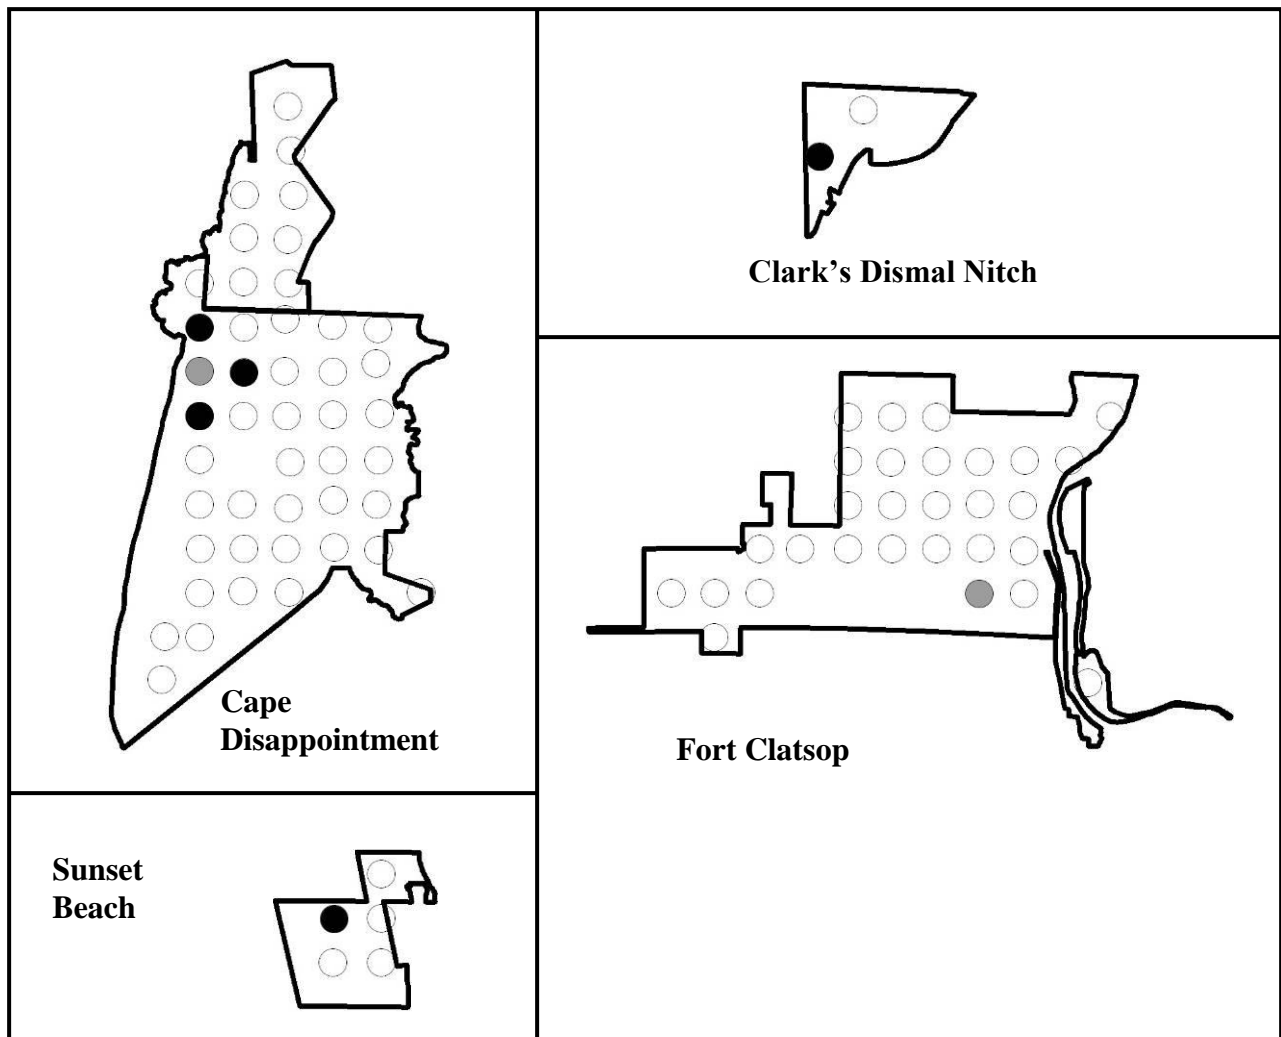 Clark’s Dismal Nitch
Cape
Disappointment
Fort Clatsop
Sunset
Beach